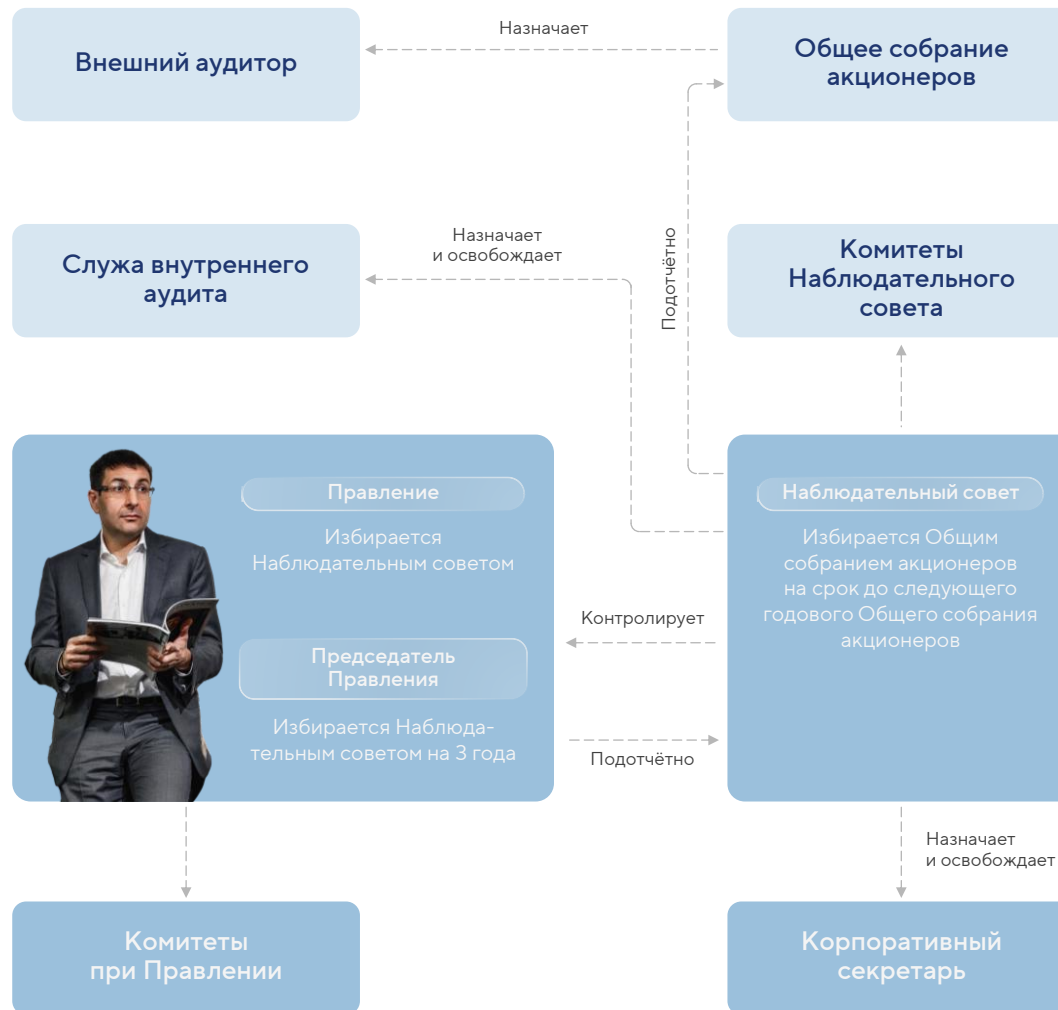 Внешний аудитор
Назначает
Общее собрание
акционеров
Служа внутреннего
аудита
Назначает
и освобождает
Подотчётно
Комитеты
Наблюдательного
совета
Правление
Избирается
Наблюдательным советом
Председатель
Правления
Избирается Наблюда-
тельным советом на 3 года
Контролирует
Подотчётно
Наблюдательный совет
Избирается Общим
собранием акционеров
на срок до следующего
годового Общего собрания
акционеров
Назначает
и освобождает
Комитеты
при Правлении
Корпоративный
секретарь